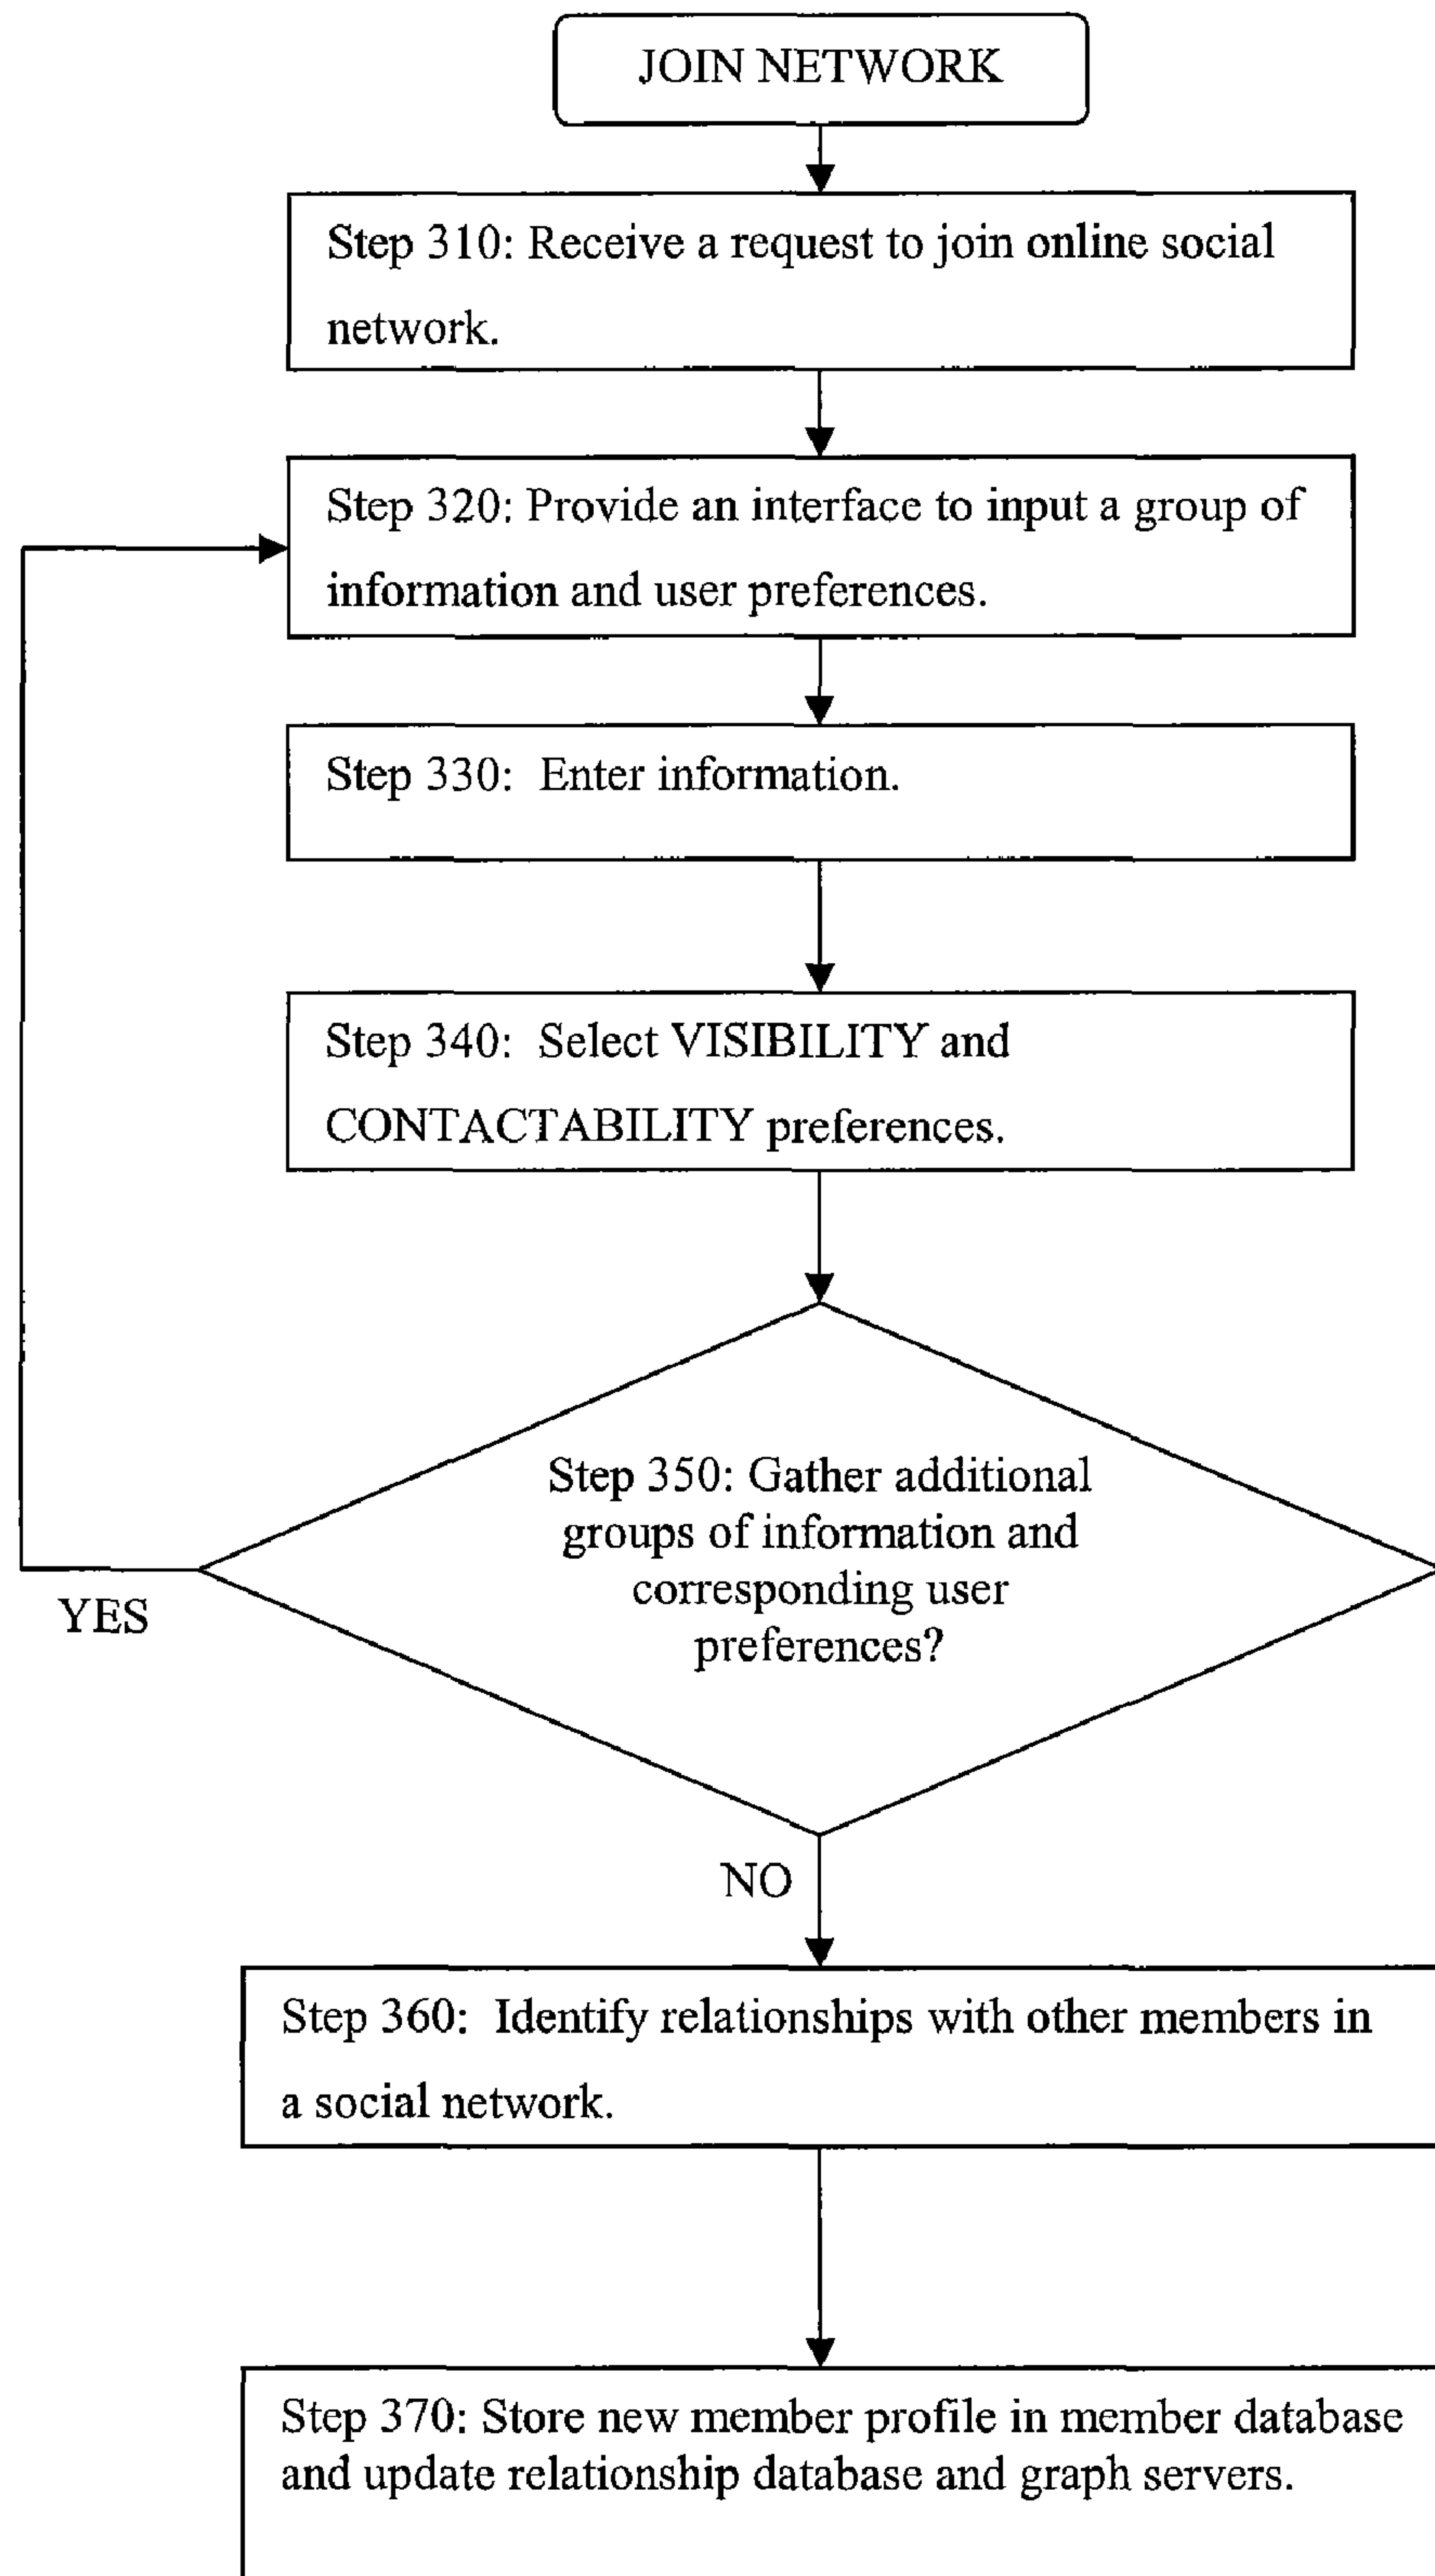 JOIN NETWORK
Step 310: Receive a request to join online social
network.
Step 320: Provide an interface to input a group of
information and user preferences.
Step 330: Enter information.
Step 340: Select VISIBILITY and
CONTACTABILITY preferences.
Step 350: Gather additional
groups of information and
corresponding user
preferences?
YES
NO
Step 360: Identify relationships with other members in
a social network.
Step 370: Store new member profile in member database
and update relationship database and graph servers.